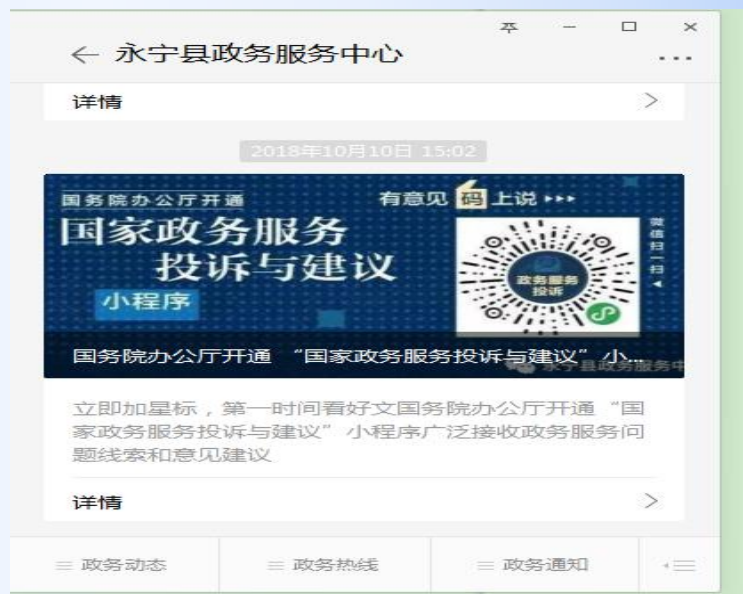 永宁县政务服务中心
详情
2018年10月10日 15:02
国务院办公厅开通
有意见 码 上说
国家政务服务
投诉与建议
小程序
政务服务
投诉
微信扫一扫
国务院办公厅开通 “国家政务服务投诉与建议” 小...
永宁县政务服务中
立即加星标，第一时间看好文国务院办公厅开通 “国
家政务服务投诉与建议” 小程序广泛接收政务服务问
题线索和意见建议
详情
政务动态
政务热线
政务通知